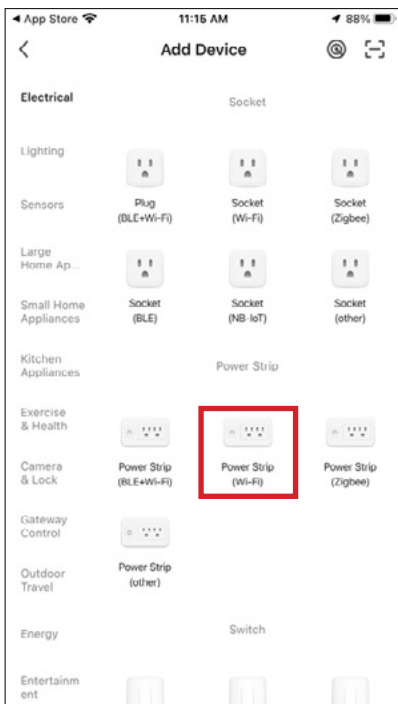 ◀ App Store 11:15 AM 88%
Add Device
Electrical
Lighting
Sensors
Large
Home Ap...
Small Home
Appliances
Kitchen
Appliances
Exercise
& Health
Camera
& Lock
Gateway
Control
Outdoor
Travel
Energy
Entertainm
ent
Socket
Plug Socket Socket
(BLE+Wi-Fi) (Wi-Fi) (Zigbee)
Socket Socket Socket
(BLE) (NB-IoT) (other)
Power Strip
Power Strip Power Strip Power Strip
(BLE+Wi-Fi) (Wi-Fi) (Zigbee)
Power Strip
(other)
Switch